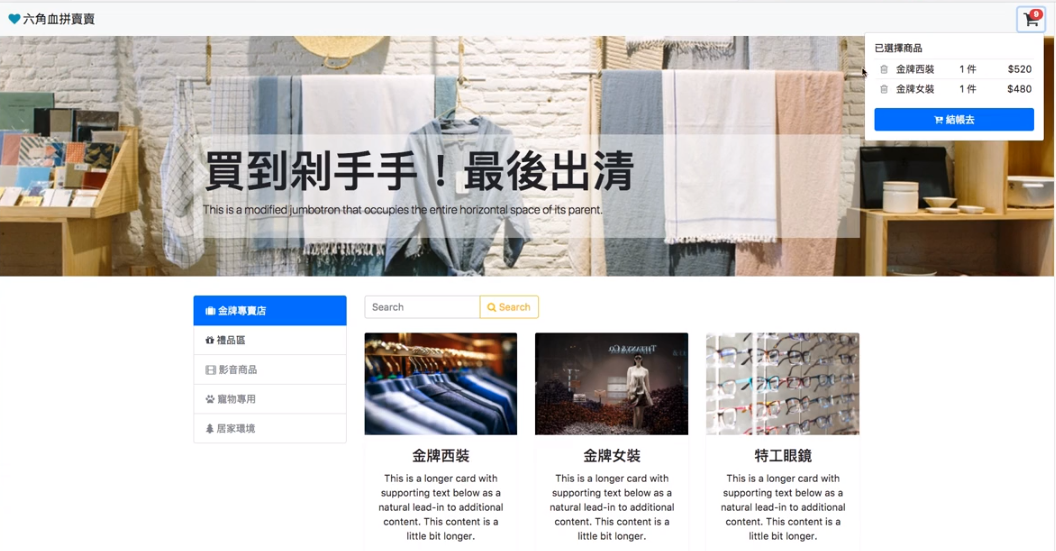 六角血拼賣賣
已選擇商品
金牌西裝 1 件 $520
金牌女裝 1 件 $480
結帳去
買到剁手手！最後出清
This is a modified jumbotron that occupies the entire horizontal space of its parent.
金牌專賣店
禮品區
影音商品
寵物專用
居家環境
Search
Search
金牌西裝
This is a longer card with
supporting text below as a
natural lead-in to additional
content. This content is a
little bit longer.
金牌女裝
This is a longer card with
supporting text below as a
natural lead-in to additional
content. This content is a
little bit longer.
特工眼鏡
This is a longer card with
supporting text below as a
natural lead-in to additional
content. This content is a
little bit longer.